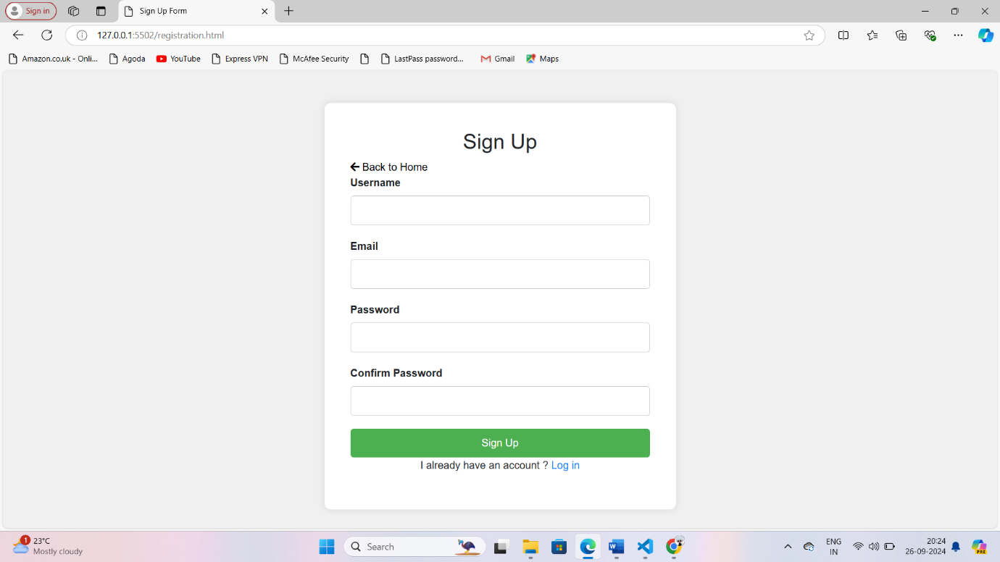 Sign in
Sign Up Form
127.0.0.1:5502/registration.html
Amazon.co.uk - Onli...
Agoda
YouTube
Express VPN
McAfee Security
LastPass password...
Gmail
Maps
Sign Up
Back to Home
Username
Email
Password
Confirm Password
Sign Up
I already have an account ? Log in
1
23°C
Mostly cloudy
Search
W
ENG
IN
20:24
26-09-2024
PRE